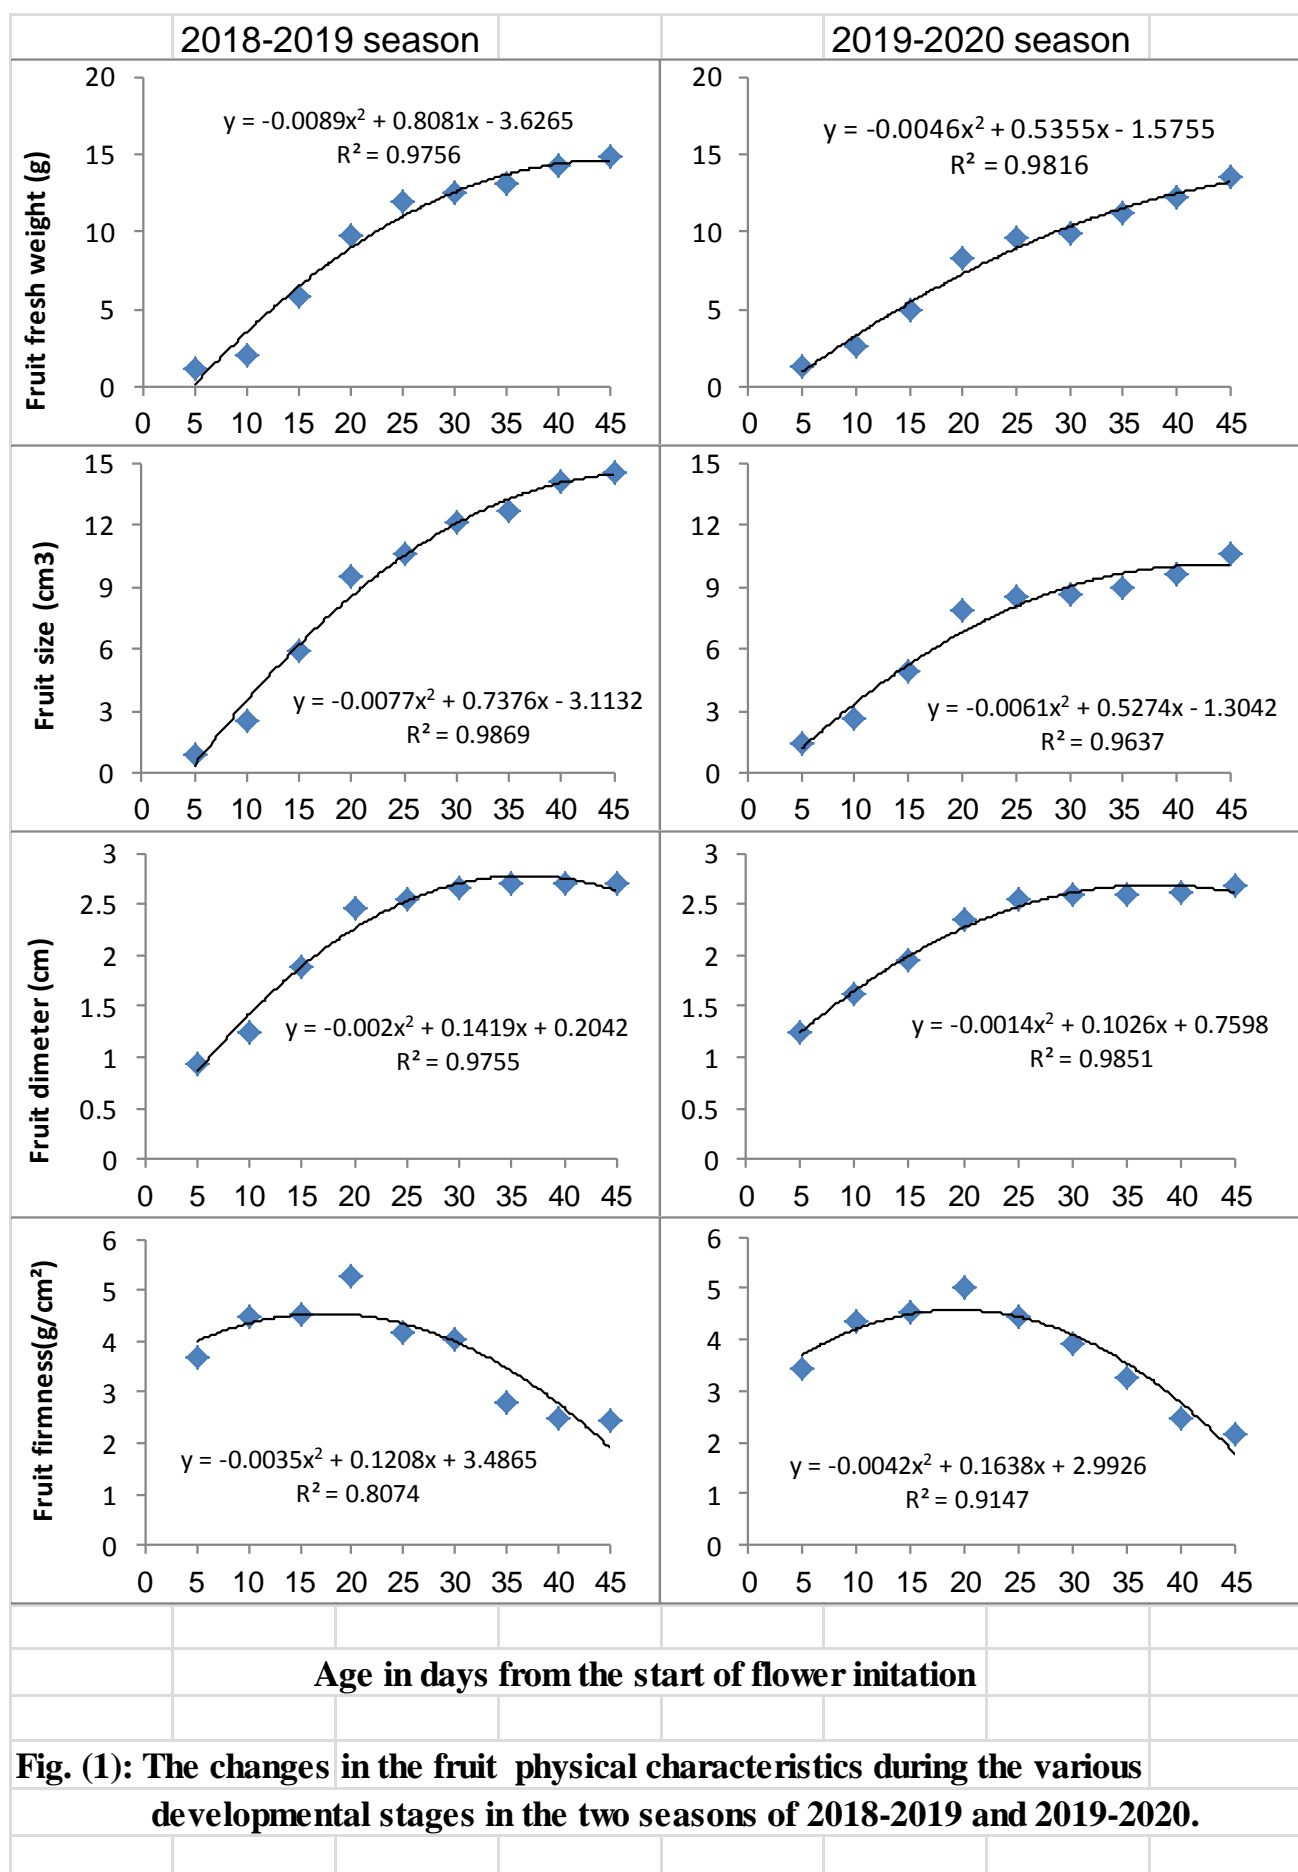 2018-2019 season
2019-2020 season
Fruit fresh weight (g)
20
15
10
5
0
y = -0.0089x² + 0.8081x - 3.6265
R² = 0.9756
0 5 10 15 20 25 30 35 40 45
20
15
10
5
0
y = -0.0046x² + 0.5355x - 1.5755
R² = 0.9816
0 5 10 15 20 25 30 35 40 45
Fruit size (cm3)
15
12
9
6
3
0
y = -0.0077x² + 0.7376x - 3.1132
R² = 0.9869
0 5 10 15 20 25 30 35 40 45
15
12
9
6
3
0
y = -0.0061x² + 0.5274x - 1.3042
R² = 0.9637
0 5 10 15 20 25 30 35 40 45
Fruit dimeter (cm)
3
2.5
2
1.5
1
0.5
0
y = -0.002x² + 0.1419x + 0.2042
R² = 0.9755
0 5 10 15 20 25 30 35 40 45
3
2.5
2
1.5
1
0.5
0
y = -0.0014x² + 0.1026x + 0.7598
R² = 0.9851
0 5 10 15 20 25 30 35 40 45
Fruit firmness(g/cm²)
6
5
4
3
2
1
0
y = -0.0035x² + 0.1208x + 3.4865
R² = 0.8074
0 5 10 15 20 25 30 35 40 45
6
5
4
3
2
1
0
y = -0.0042x² + 0.1638x + 2.9926
R² = 0.9147
0 5 10 15 20 25 30 35 40 45
Age in days from the start of flower initation
Fig. (1): The changes in the fruit physical characteristics during the various
developmental stages in the two seasons of 2018-2019 and 2019-2020.